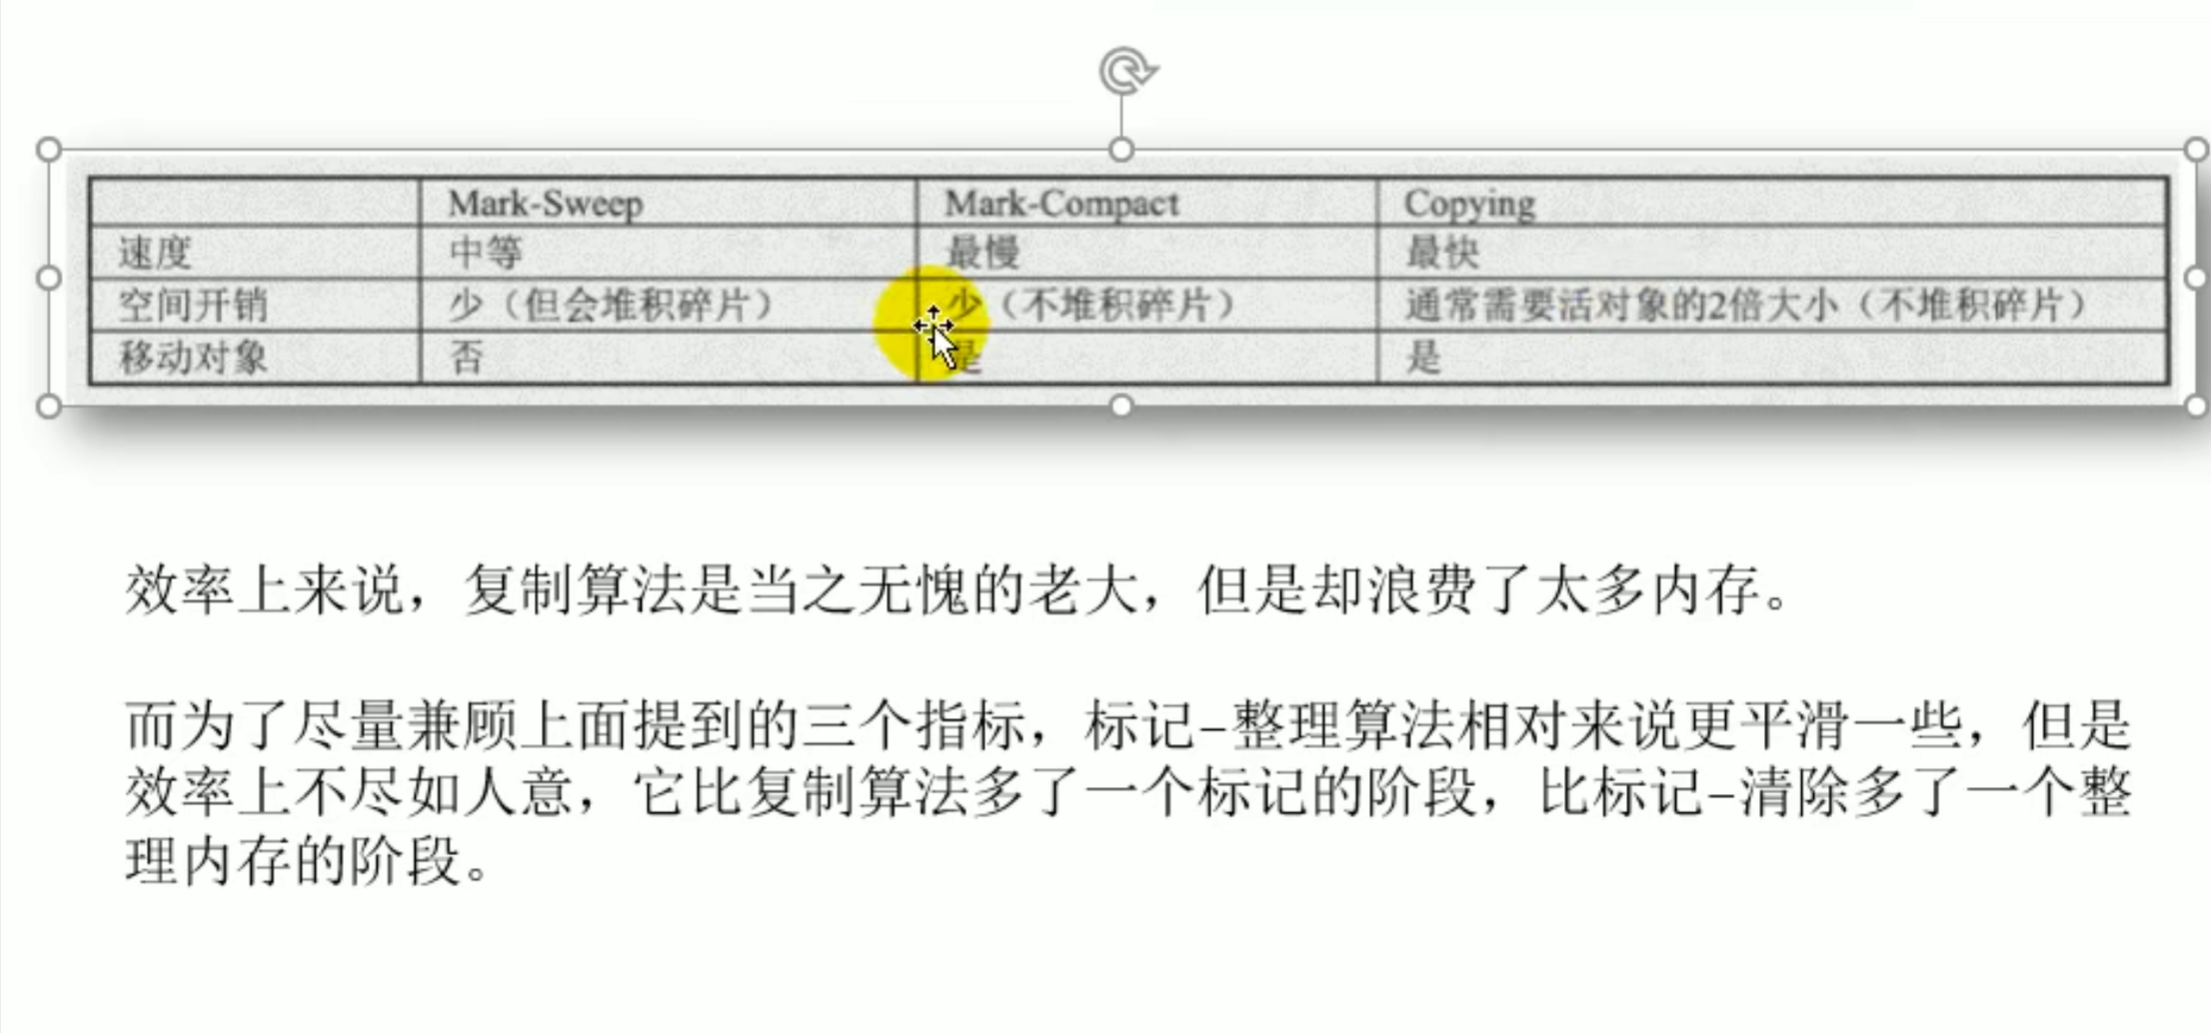 Mark-Sweep Mark-Compact Copying
速度 中等 最慢 最快
空间开销 少（但会堆积碎片） 少（不堆积碎片） 通常需要活对象的2倍大小（不堆积碎片）
移动对象 否 是 是
效率上来说，复制算法是当之无愧的老大，但是却浪费了太多内存。
而为了尽量兼顾上面提到的三个指标，标记-整理算法相对来说更平滑一些，但是
效率上不尽如人意，它比复制算法多了一个标记的阶段，比标记-清除多了一个整
理内存的阶段。